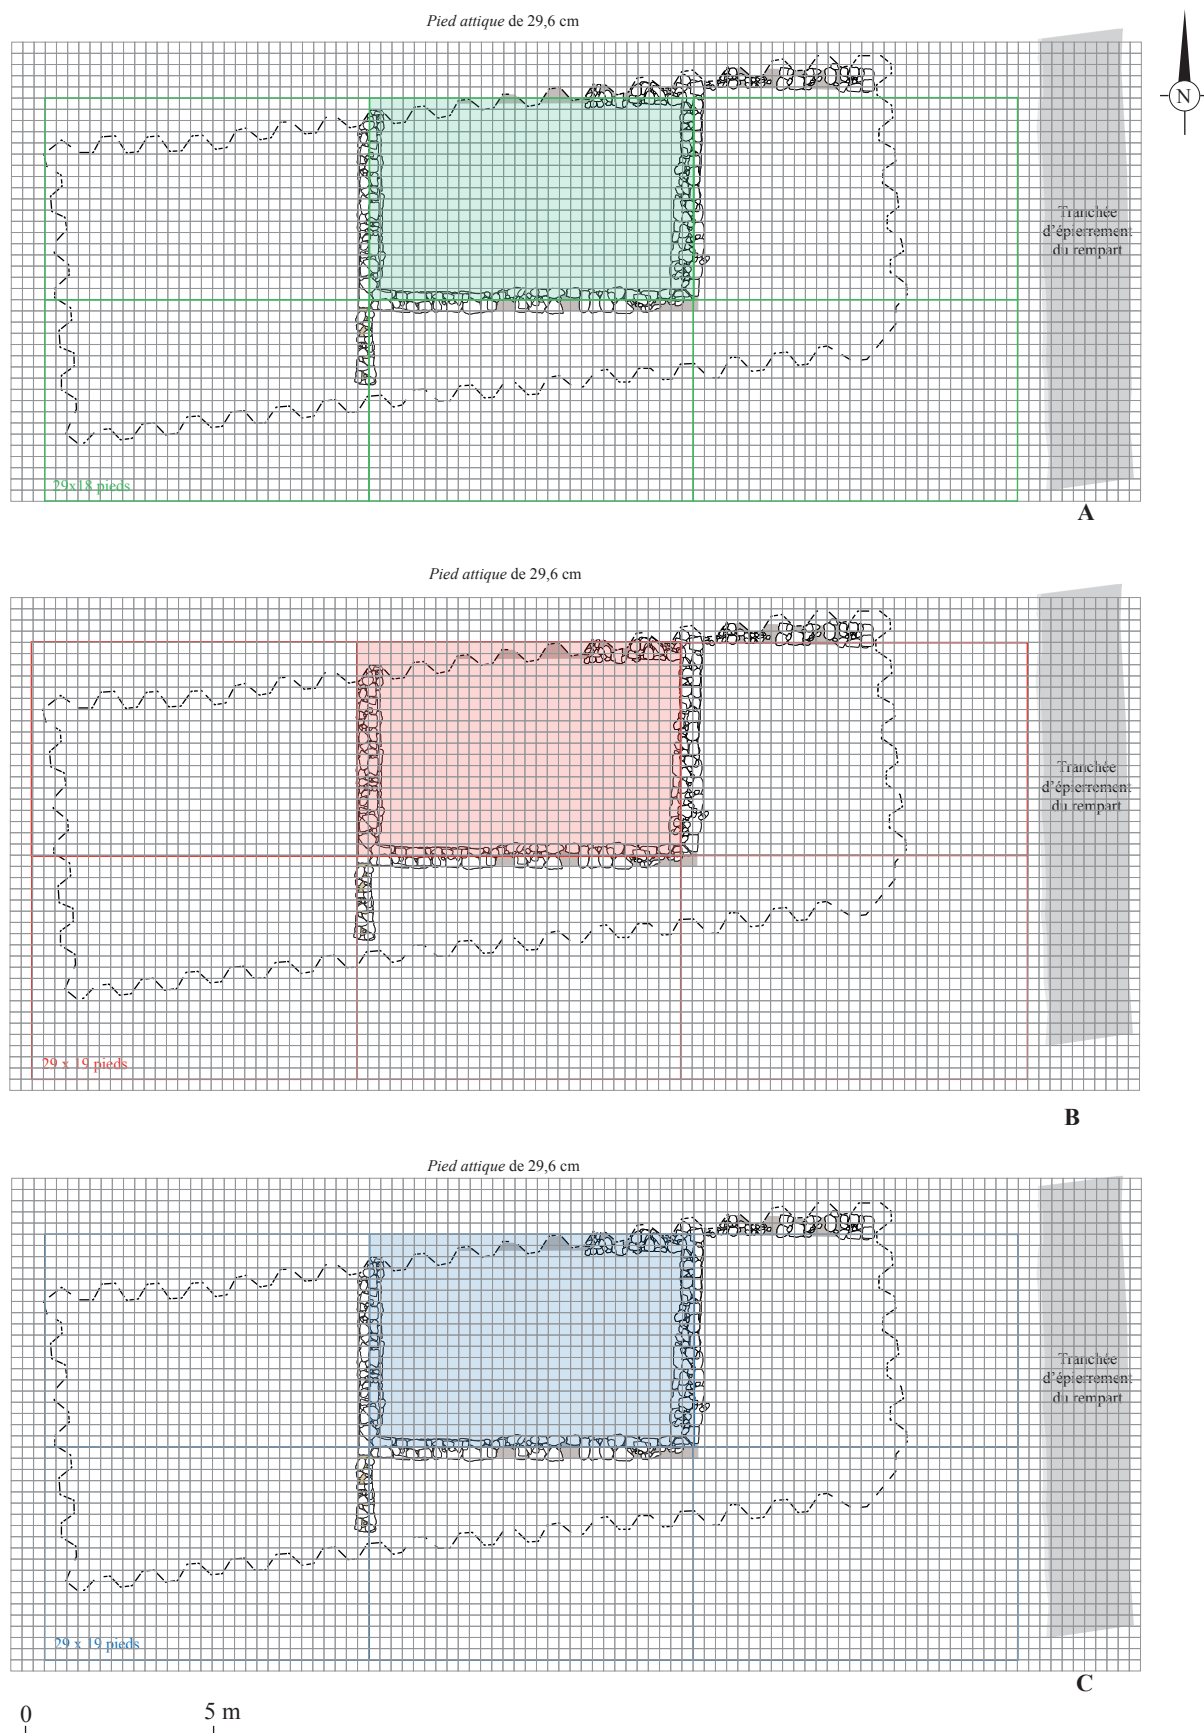 Pied attique de 29,6 cm
N
Tranchée
d'épierrement
du rempart
29x18 pieds
A
Pied attique de 29,6 cm
Tranchée
d'épierrement
du rempart
29 x 19 pieds
B
Pied attique de 29,6 cm
Tranchée
d'épierrement
du rempart
29 x 19 pieds
C
0 5 m